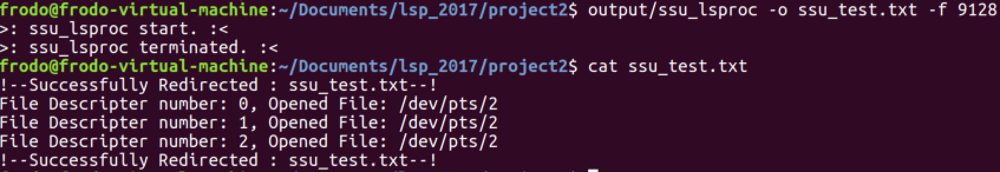 frodo@frodo-virtual-machine:~/Documents/lsp_2017/project2$ output/ssu_lsproc -o ssu_test.txt -f 9128
>: ssu_lsproc start. :<
>: ssu_lsproc terminated. :<
frodo@frodo-virtual-machine:~/Documents/lsp_2017/project2$ cat ssu_test.txt
!--Successfully Redirected : ssu_test.txt--!
File Descripter number: 0, Opened File: /dev/pts/2
File Descripter number: 1, Opened File: /dev/pts/2
File Descripter number: 2, Opened File: /dev/pts/2
!--Successfully Redirected : ssu_test.txt--!